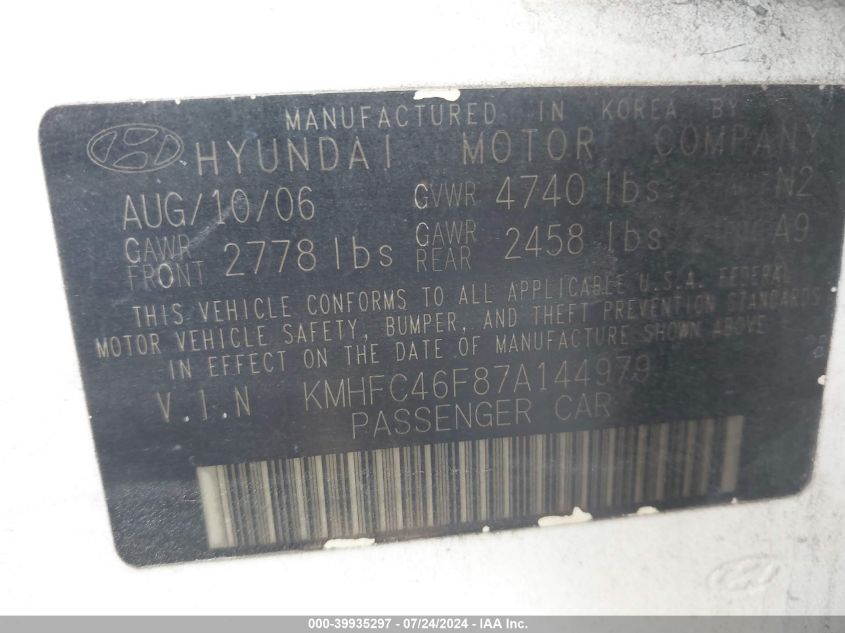 MANUFACTURED IN KOREA BY
HYUNDAI MOTOR COMPANY
AUG/10/06 GVWR 4740 lbs N2
GAWR FRONT 2778 lbs GAWR REAR 2458 lbs A9
THIS VEHICLE CONFORMS TO ALL APPLICABLE U.S.A. FEDERAL
MOTOR VEHICLE SAFETY, BUMPER, AND THEFT PREVENTION STANDARDS
IN EFFECT ON THE DATE OF MANUFACTURE SHOWN ABOVE
V.I.N KMHFC46F87A144979
PASSENGER CAR
000-39935297 - 07/24/2024 - IAA Inc.